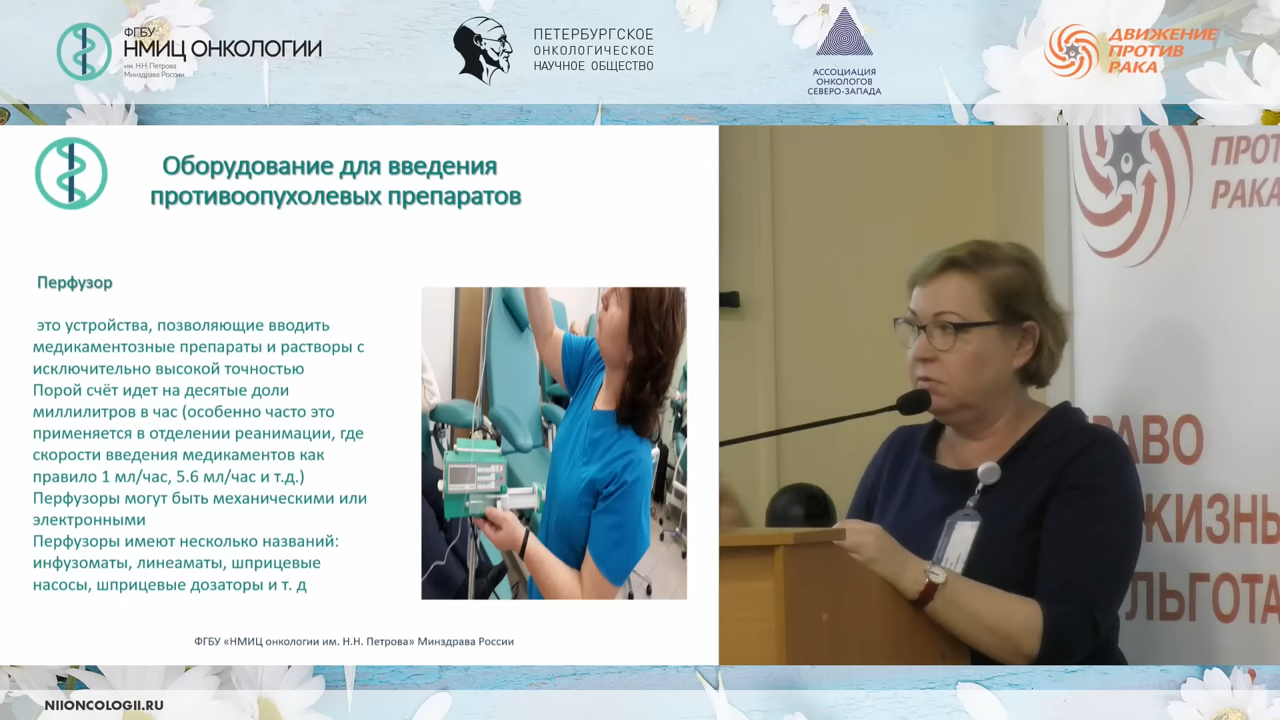 ФГБУ
НМИЦ ОНКОЛОГИИ
им. Н.Н. Петрова
Минздрава России
ПЕТЕРБУРГСКОЕ
ОНКОЛОГИЧЕСКОЕ
НАУЧНОЕ ОБЩЕСТВО
АССОЦИАЦИЯ
ОНКОЛОГОВ
СЕВЕРО-ЗАПАДА
ДВИЖЕНИЕ
ПРОТИВ
РАКА
Оборудование для введения
противоопухолевых препаратов
Перфузор
это устройства, позволяющие вводить
медикаментозные препараты и растворы с
исключительно высокой точностью
Порой счёт идет на десятые доли
миллилитров в час (особенно часто это
применяется в отделении реанимации, где
скорости введения медикаментов как
правило 1 мл/час, 5.6 мл/час и т.д.)
Перфузоры могут быть механическими или
электронными
Перфузоры имеют несколько названий:
инфузоматы, линеаматы, шприцевые
насосы, шприцевые дозаторы и т. д
ФГБУ «НМИЦ онкологии им. Н.Н. Петрова» Минздрава России
ПРОТ
РАКА
РАВО
ЖИЗНЬ
ЛЬГОТА
NIIONCOLOGII.RU